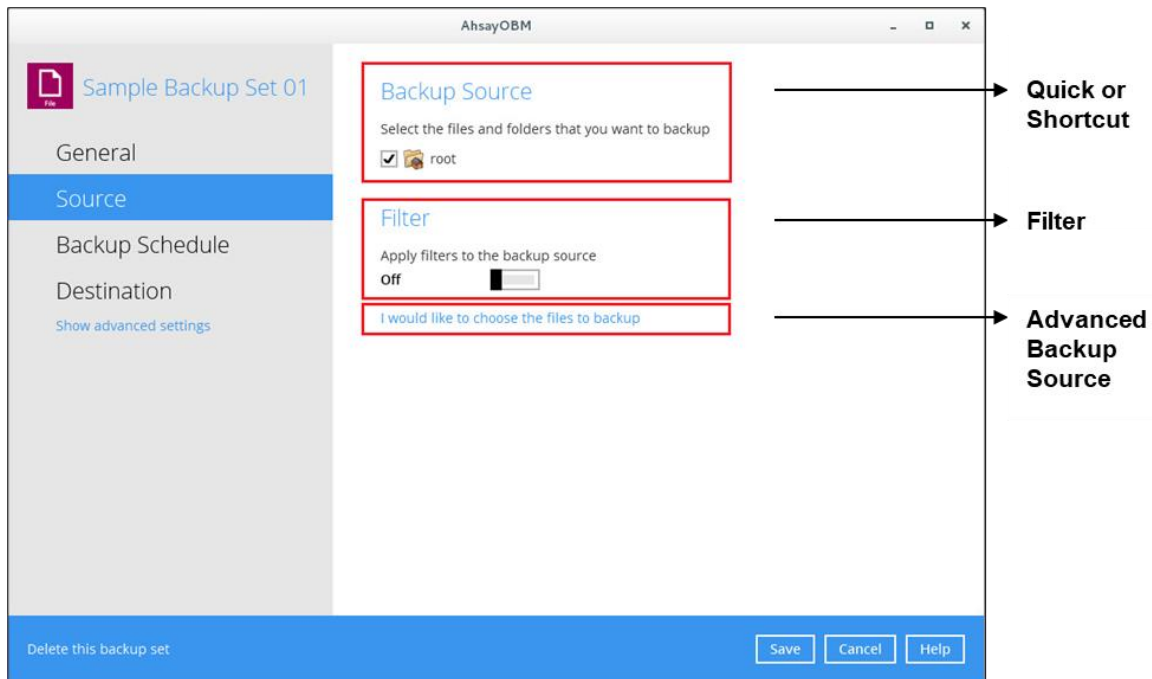 AhsayOBM
File
Sample Backup Set 01
General
Source
Backup Schedule
Destination
Show advanced settings
Backup Source
Select the files and folders that you want to backup
root
Filter
Apply filters to the backup source
Off
I would like to choose the files to backup
Quick or
Shortcut
Filter
Advanced
Backup
Source
Delete this backup set
Save
Cancel
Help